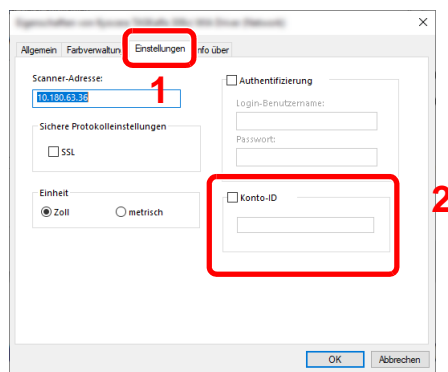 Allgemein Farbverwaltun Einstellungen nfo über
Scanner-Adresse:
10.180.63.36
1
Authentifizierung
Login-Benutzername:
Passwort:
Sichere Protokolleinstellungen
SSL
Einheit
Zoll metrisch
Konto-ID
2
OK Abbrechen